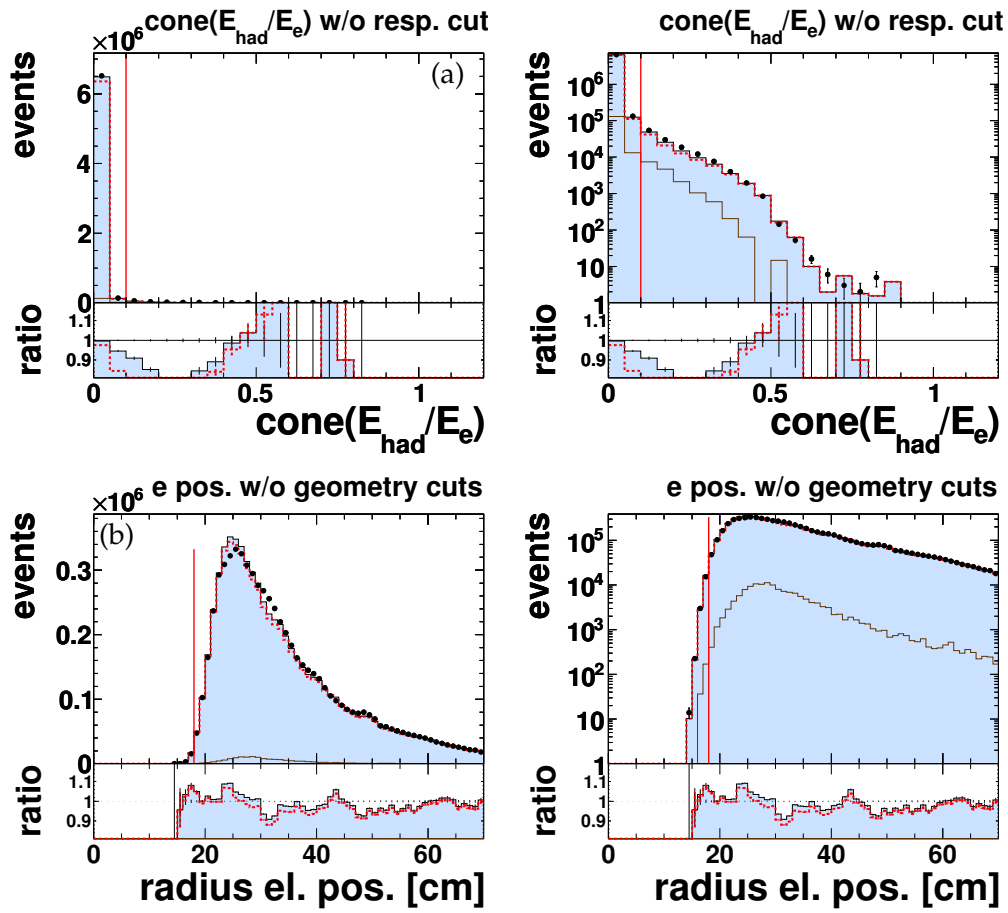 cone(E_had/E_e) w/o resp. cut
×10^6
(a)
events
6
4
2
0
ratio
1.1
1
0.9
0
0.5
1
cone(E_had/E_e)
cone(E_had/E_e) w/o resp. cut
events
10^6
10^5
10^4
10^3
10^2
10
1
ratio
1.1
1
0.9
0
0.5
1
cone(E_had/E_e)
e pos. w/o geometry cuts
×10^6
(b)
events
0.3
0.2
0.1
0
ratio
1.1
1
0.9
0 20 40 60
radius el. pos. [cm]
e pos. w/o geometry cuts
events
10^5
10^4
10^3
10^2
10
1
ratio
1.1
1
0.9
0 20 40 60
radius el. pos. [cm]